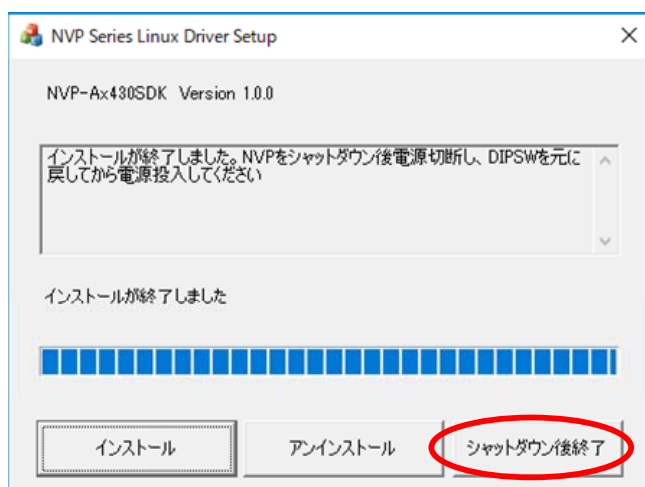 NVP Series Linux Driver Setup
NVP-Ax430SDK Version 1.0.0
インストールが終了しました。NVPをシャットダウン後電源切断し、DIPSWを元に
戻してから電源投入してください
インストールが終了しました
インストール
アンインストール
シャットダウン後終了